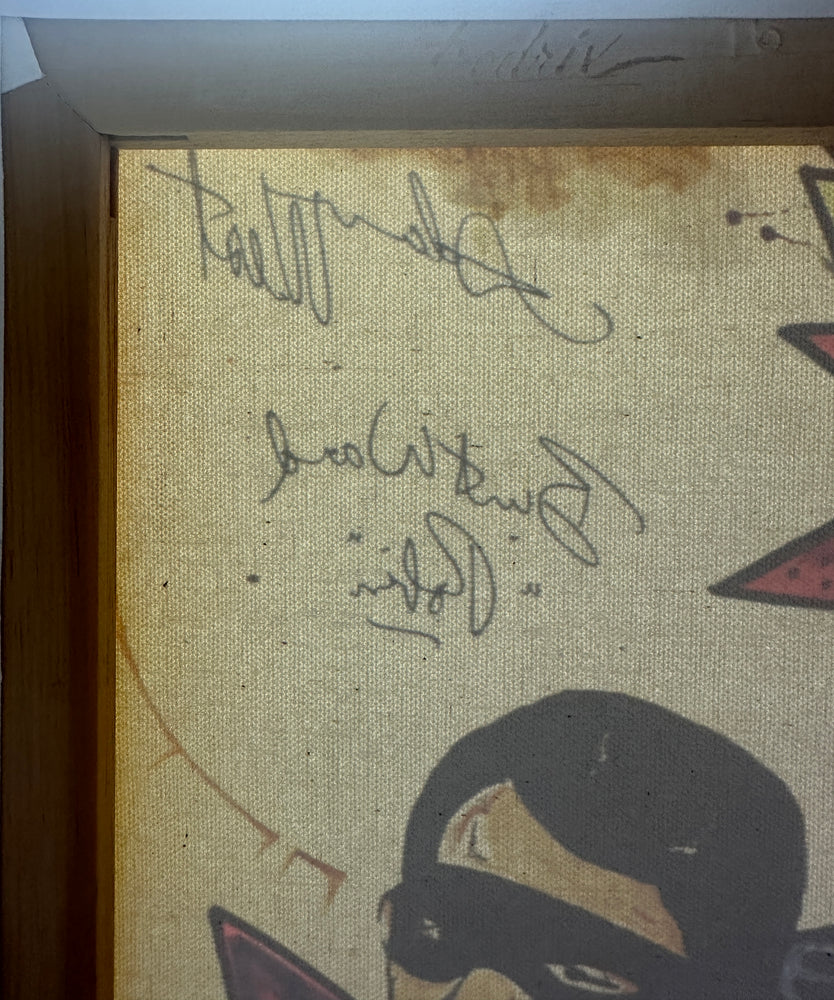 Adam West
Burt Ward
"Robin"